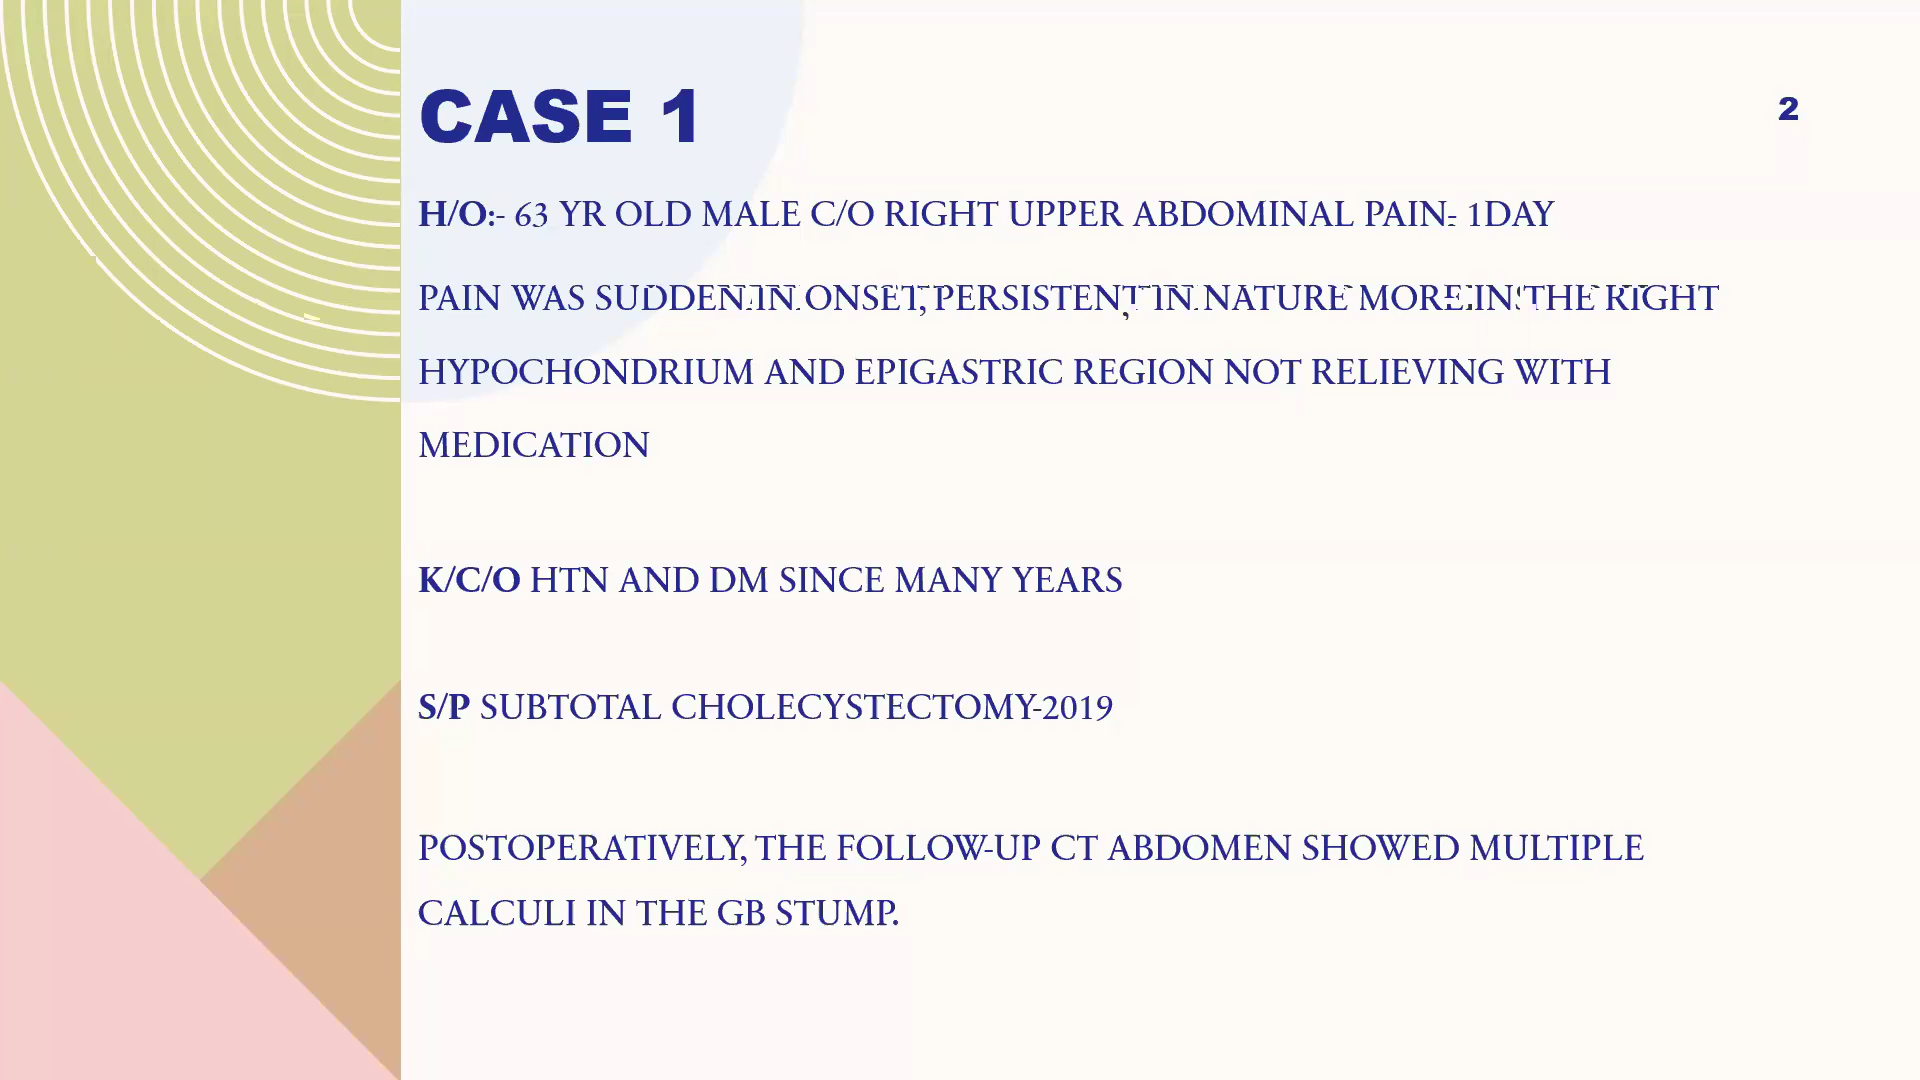 CASE 1
2
H/O:- 63 YR OLD MALE C/O RIGHT UPPER ABDOMINAL PAIN- 1DAY
PAIN WAS SUDDEN IN ONSET, PERSISTENT IN NATURE MORE IN THE RIGHT
HYPOCHONDRIUM AND EPIGASTRIC REGION NOT RELIEVING WITH
MEDICATION
K/C/O HTN AND DM SINCE MANY YEARS
S/P SUBTOTAL CHOLECYSTECTOMY-2019
POSTOPERATIVELY, THE FOLLOW-UP CT ABDOMEN SHOWED MULTIPLE
CALCULI IN THE GB STUMP.